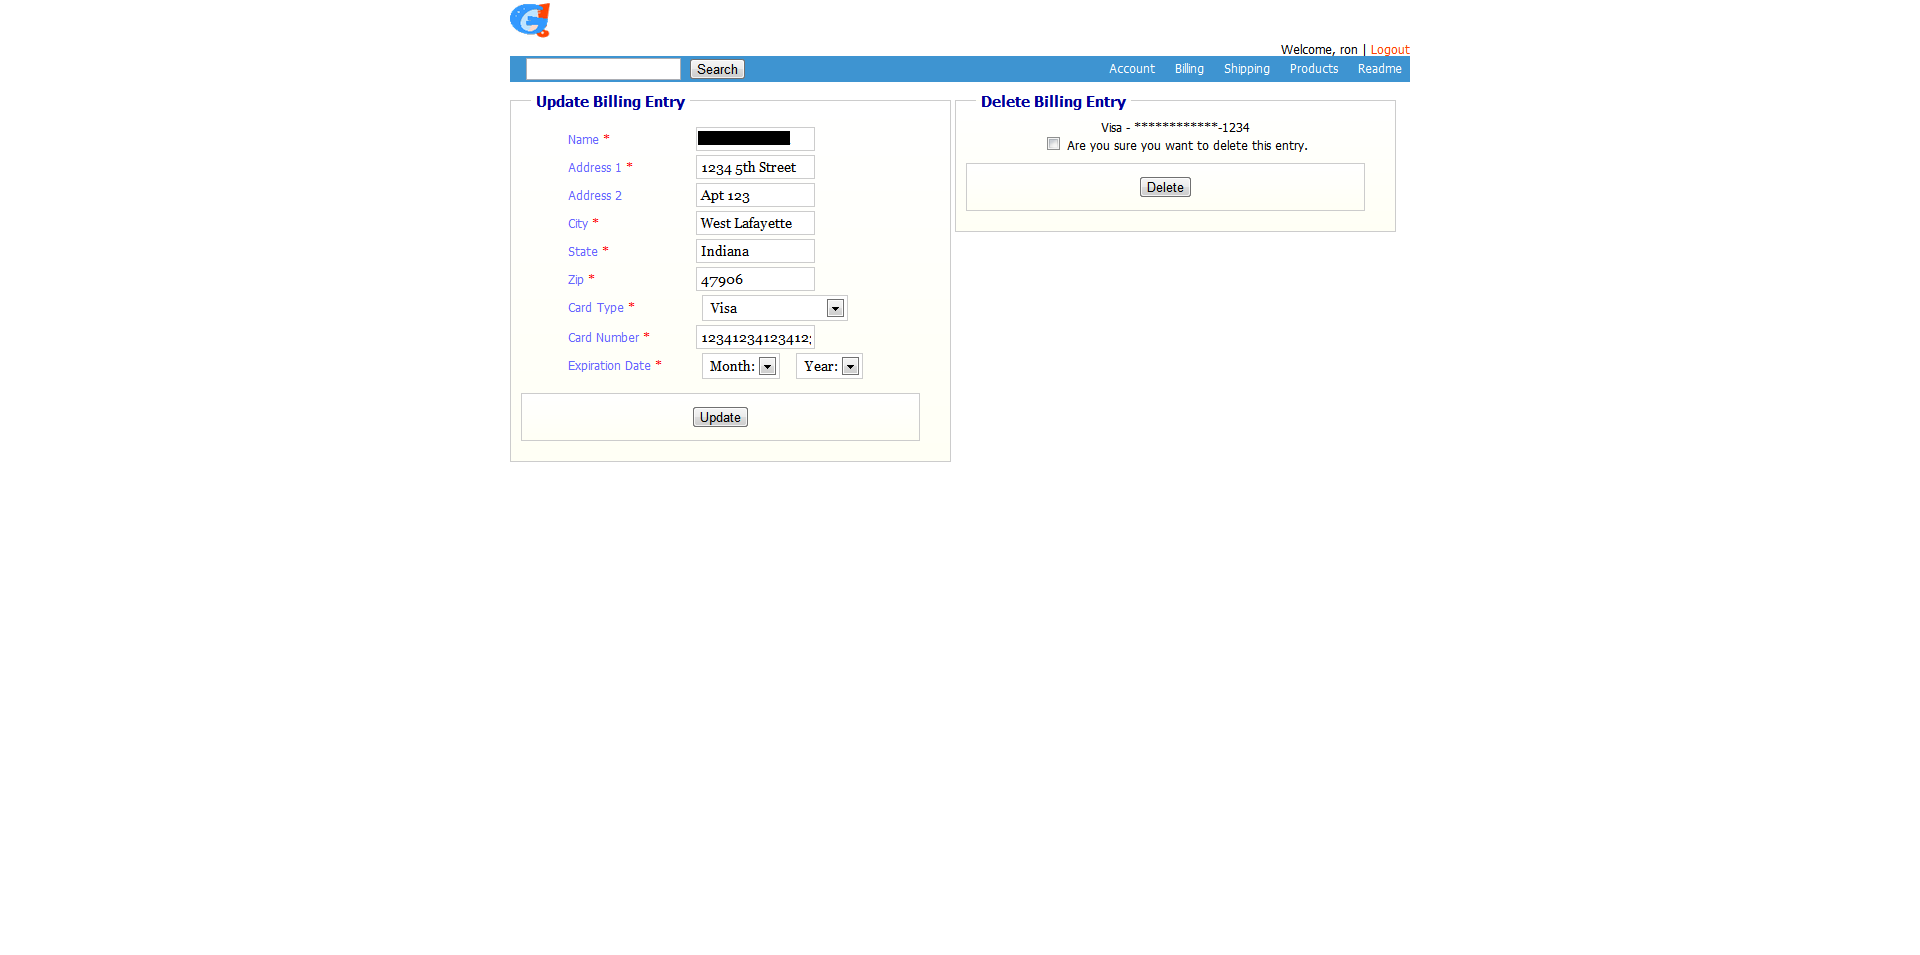 Welcome, ron | Logout
Search
Account Billing Shipping Products Readme
Update Billing Entry
Name *
Address 1 * 1234 5th Street
Address 2 Apt 123
City * West Lafayette
State * Indiana
Zip * 47906
Card Type * Visa
Card Number * 12341234123412
Expiration Date * Month: Year:
Update
Delete Billing Entry
Visa - ************-1234
Are you sure you want to delete this entry.
Delete